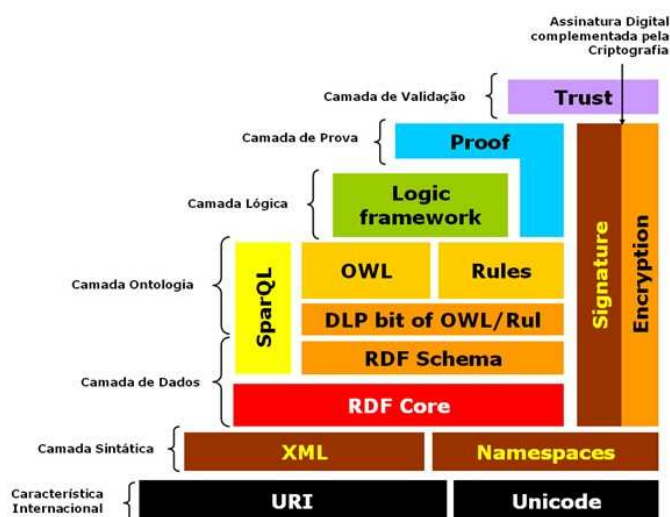 Assinatura Digital
complementada pela
Criptografia
Camada de Validação
Trust
Camada de Prova
Proof
Camada Lógica
Logic
framework
Signature
Encryption
Camada Ontologia
SparQL
OWL
Rules
DLP bit of OWL/Rul
Camada de Dados
RDF Schema
RDF Core
Camada Sintática
XML
Namespaces
Característica
Internacional
URI
Unicode